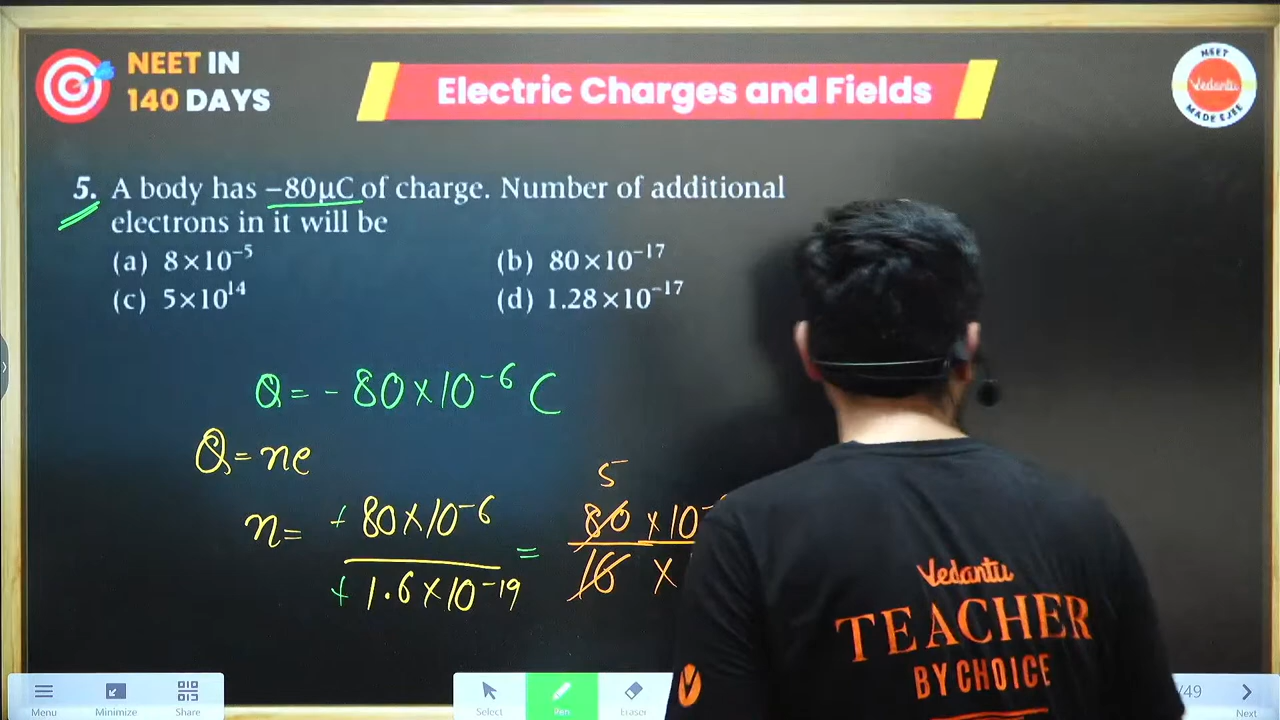 NEET IN
140 DAYS
Electric Charges and Fields
NEET
Vedantu
MADE EJEE
5. A body has −80μC of charge. Number of additional
electrons in it will be
(a) 8×10⁻⁵ (b) 80×10⁻¹⁷
(c) 5×10¹⁴ (d) 1.28×10⁻¹⁷
Q = - 80×10⁻⁶ C
Q = ne
5
n = + 80×10⁻⁶ = 80 ×10⁻
+ 1.6×10⁻¹⁹ 16 ×
Vedantu
TEACHER
BY CHOICE
Menu Minimize Share Select Pen Eraser /49 Next